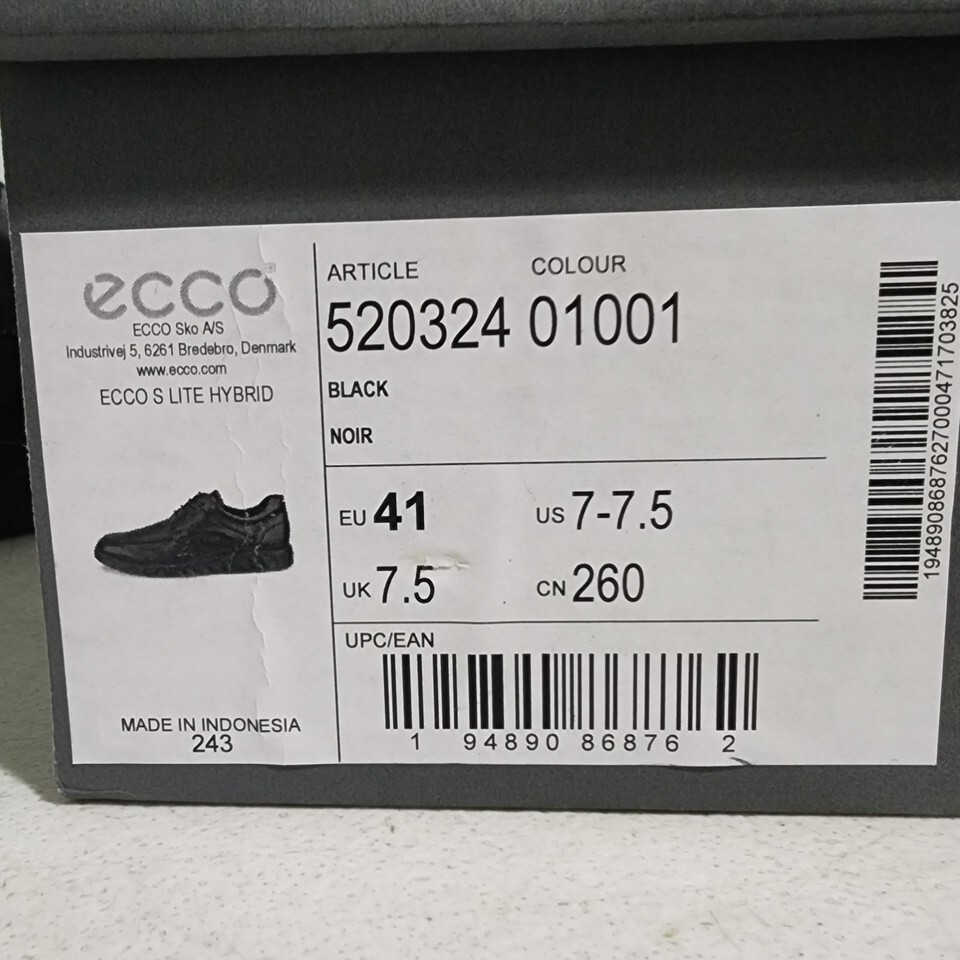 ecco®
ECCO Sko A/S
Industrivej 5, 6261 Bredebro, Denmark
www.ecco.com
ECCO S LITE HYBRID
MADE IN INDONESIA
243
ARTICLE COLOUR
520324 01001
BLACK
NOIR
EU 41 US 7-7.5
UK 7.5 CN 260
UPC/EAN
1 94890 86876 2
1948908687627000471703825